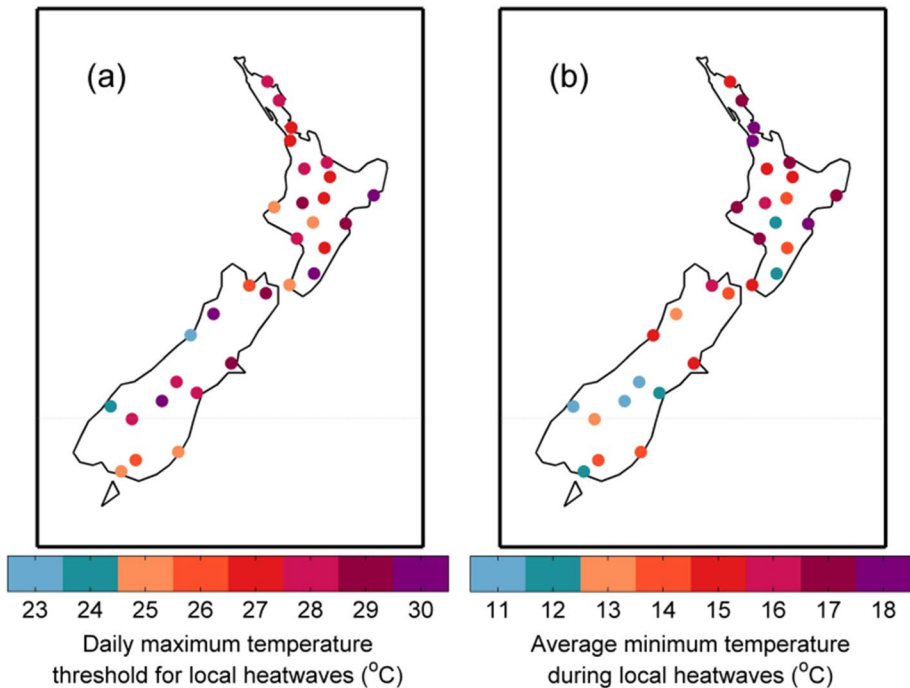 (a)
(b)
23 24 25 26 27 28 29 30
11 12 13 14 15 16 17 18
Daily maximum temperature
threshold for local heatwaves (°C)
Average minimum temperature
during local heatwaves (°C)